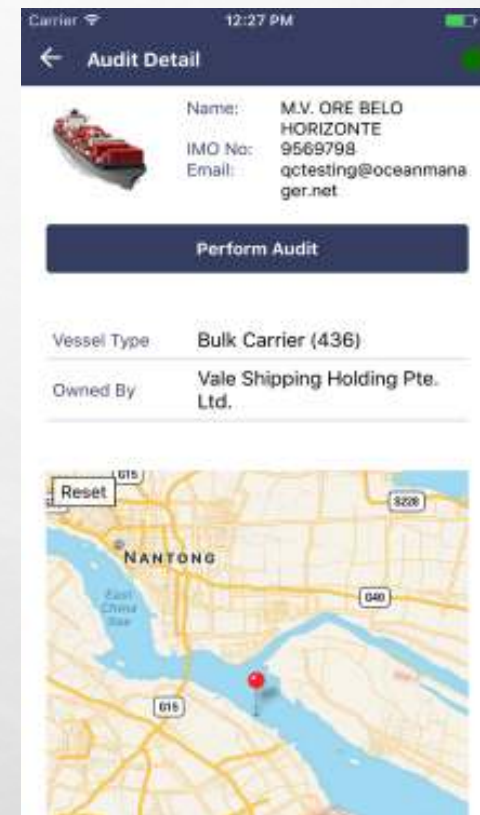 Carrier 12:27 PM
Audit Detail
Name: M.V. ORE BELO
HORIZONTE
IMO No: 9569798
Email: qctesting@oceanmana
ger.net
Perform Audit
Vessel Type Bulk Carrier (436)
Owned By Vale Shipping Holding Pte.
Ltd.
G15
Reset
S228
NANTONG
East
China
Sea
G40
G15